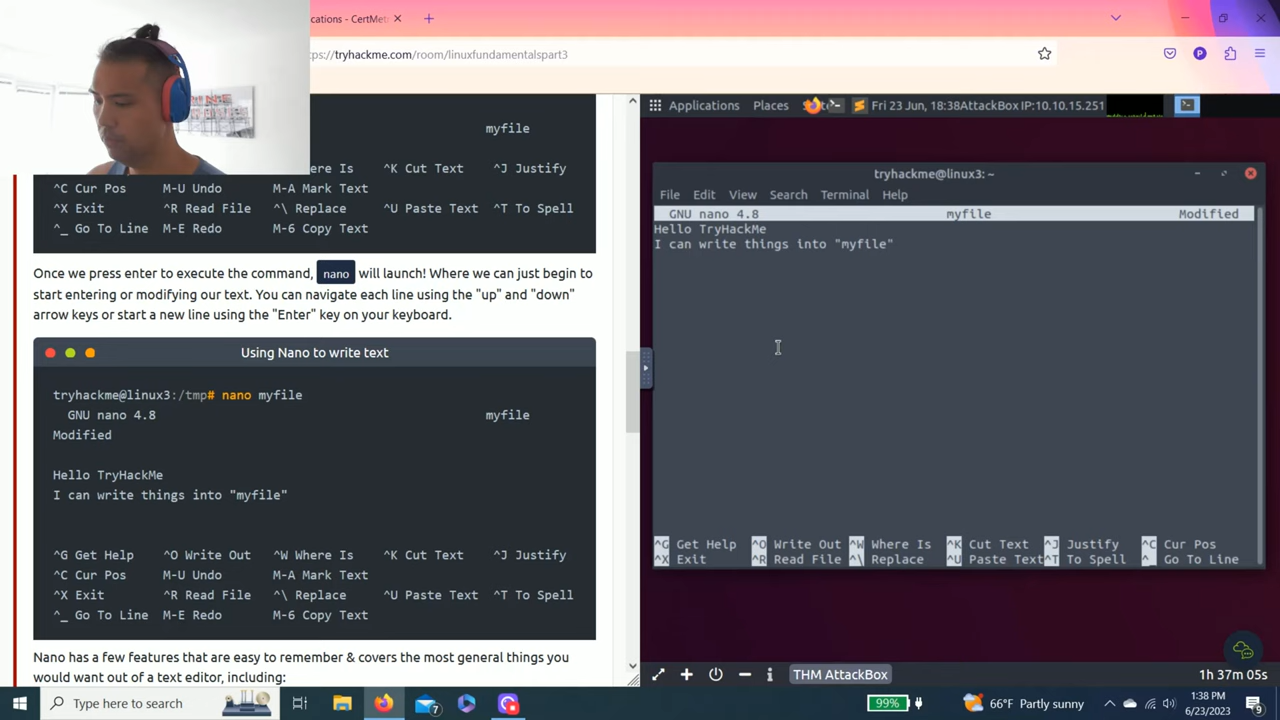 cations - CertMet
tps://tryhackme.com/room/linuxfundamentalspart3
myfile
here Is ^K Cut Text ^J Justify
^C Cur Pos M-U Undo M-A Mark Text
^X Exit ^R Read File ^\ Replace ^U Paste Text ^T To Spell
^_ Go To Line M-E Redo M-6 Copy Text
Once we press enter to execute the command, nano will launch! Where we can just begin to
start entering or modifying our text. You can navigate each line using the "up" and "down"
arrow keys or start a new line using the "Enter" key on your keyboard.
Using Nano to write text
tryhackme@linux3:/tmp# nano myfile
GNU nano 4.8 myfile
Modified
Hello TryHackMe
I can write things into "myfile"
^G Get Help ^O Write Out ^W Where Is ^K Cut Text ^J Justify
^C Cur Pos M-U Undo M-A Mark Text
^X Exit ^R Read File ^\ Replace ^U Paste Text ^T To Spell
^_ Go To Line M-E Redo M-6 Copy Text
Nano has a few features that are easy to remember & covers the most general things you
would want out of a text editor, including:
Applications Places Fri 23 Jun, 18:38 AttackBox IP:10.10.15.251
tryhackme@linux3: ~
File Edit View Search Terminal Help
GNU nano 4.8 myfile Modified
Hello TryHackMe
I can write things into "myfile"
^G Get Help ^O Write Out ^W Where Is ^K Cut Text ^J Justify ^C Cur Pos
^X Exit ^R Read File ^\ Replace ^U Paste Text ^T To Spell ^_ Go To Line
THM AttackBox 1h 37m 05s
Type here to search 7 99% 66°F Partly sunny 1:38 PM
6/23/2023 9